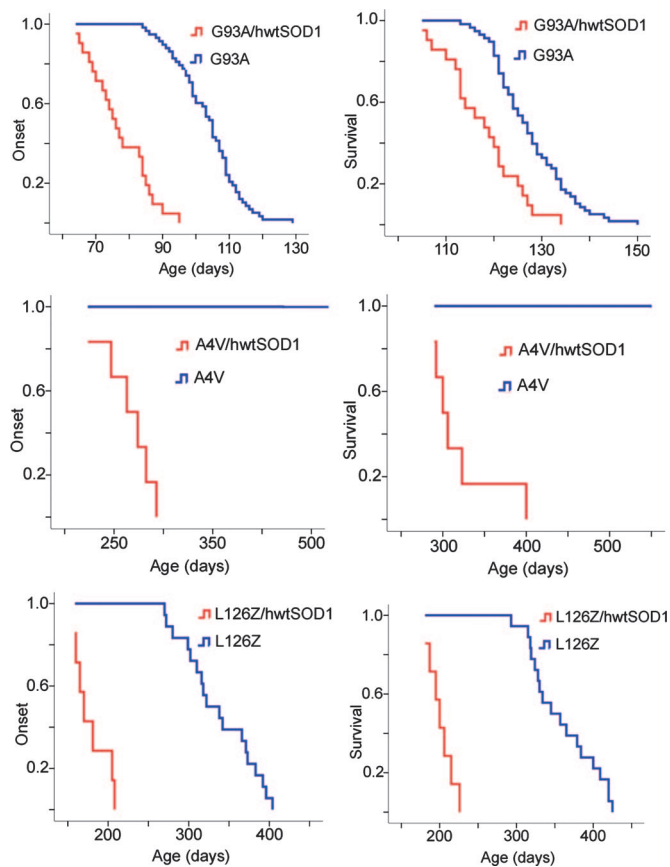 G93A/hwtSOD1
G93A
1.0
0.6
0.2
Onset
70 90 110 130
Age (days)
G93A/hwtSOD1
G93A
1.0
0.6
0.2
Survival
110 130 150
Age (days)
1.0
0.6
0.2
Onset
A4V/hwtSOD1
A4V
250 350 500
Age (days)
1.0
0.6
0.2
Survival
A4V/hwtSOD1
A4V
300 400 500
Age (days)
1.0
0.6
0.2
Onset
L126Z/hwtSOD1
L126Z
200 300 400
Age (days)
1.0
0.6
0.2
Survival
L126Z/hwtSOD1
L126Z
200 300 400
Age (days)